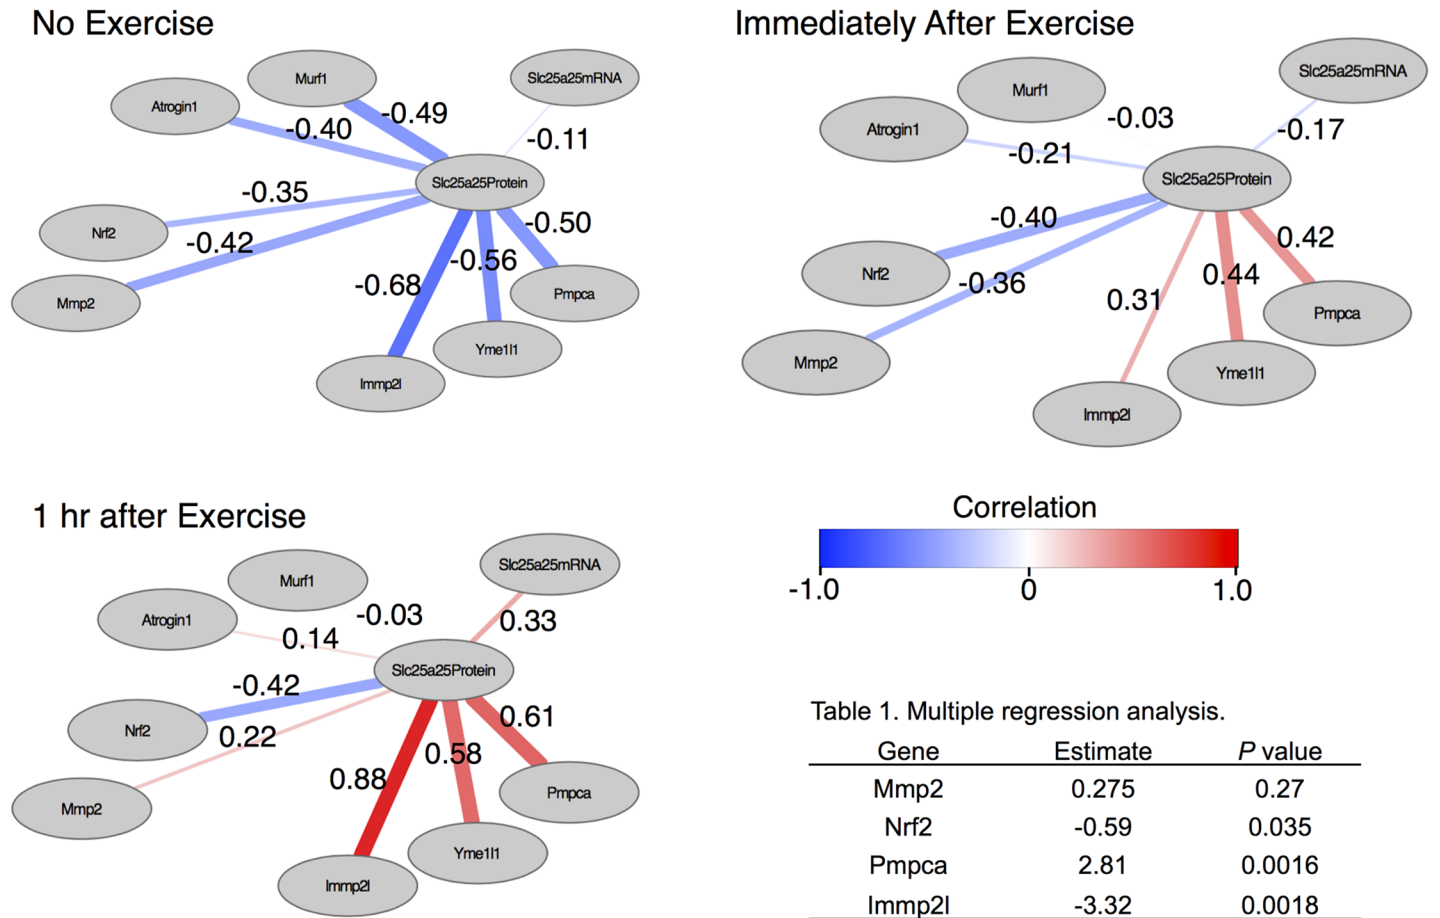 No Exercise
Murf1
Slc25a25mRNA
Atrogin1
-0.49
-0.40
-0.11
Slc25a25Protein
-0.35
Nrf2
-0.42
-0.50
-0.56
-0.68
Mmp2
Pmpca
Yme1l1
Immp2l
Immediately After Exercise
Slc25a25mRNA
Murf1
-0.03
Atrogin1
-0.17
-0.21
Slc25a25Protein
-0.40
0.42
Nrf2
-0.36
0.44
0.31
Pmpca
Mmp2
Yme1l1
Immp2l
1 hr after Exercise
Slc25a25mRNA
Murf1
Atrogin1
-0.03
0.33
0.14
Slc25a25Protein
-0.42
0.61
Nrf2
0.22
0.58
0.88
Pmpca
Mmp2
Yme1l1
Immp2l
Correlation
-1.0 0 1.0
Table 1. Multiple regression analysis.
Gene Estimate P value
Mmp2 0.275 0.27
Nrf2 -0.59 0.035
Pmpca 2.81 0.0016
Immp2l -3.32 0.0018